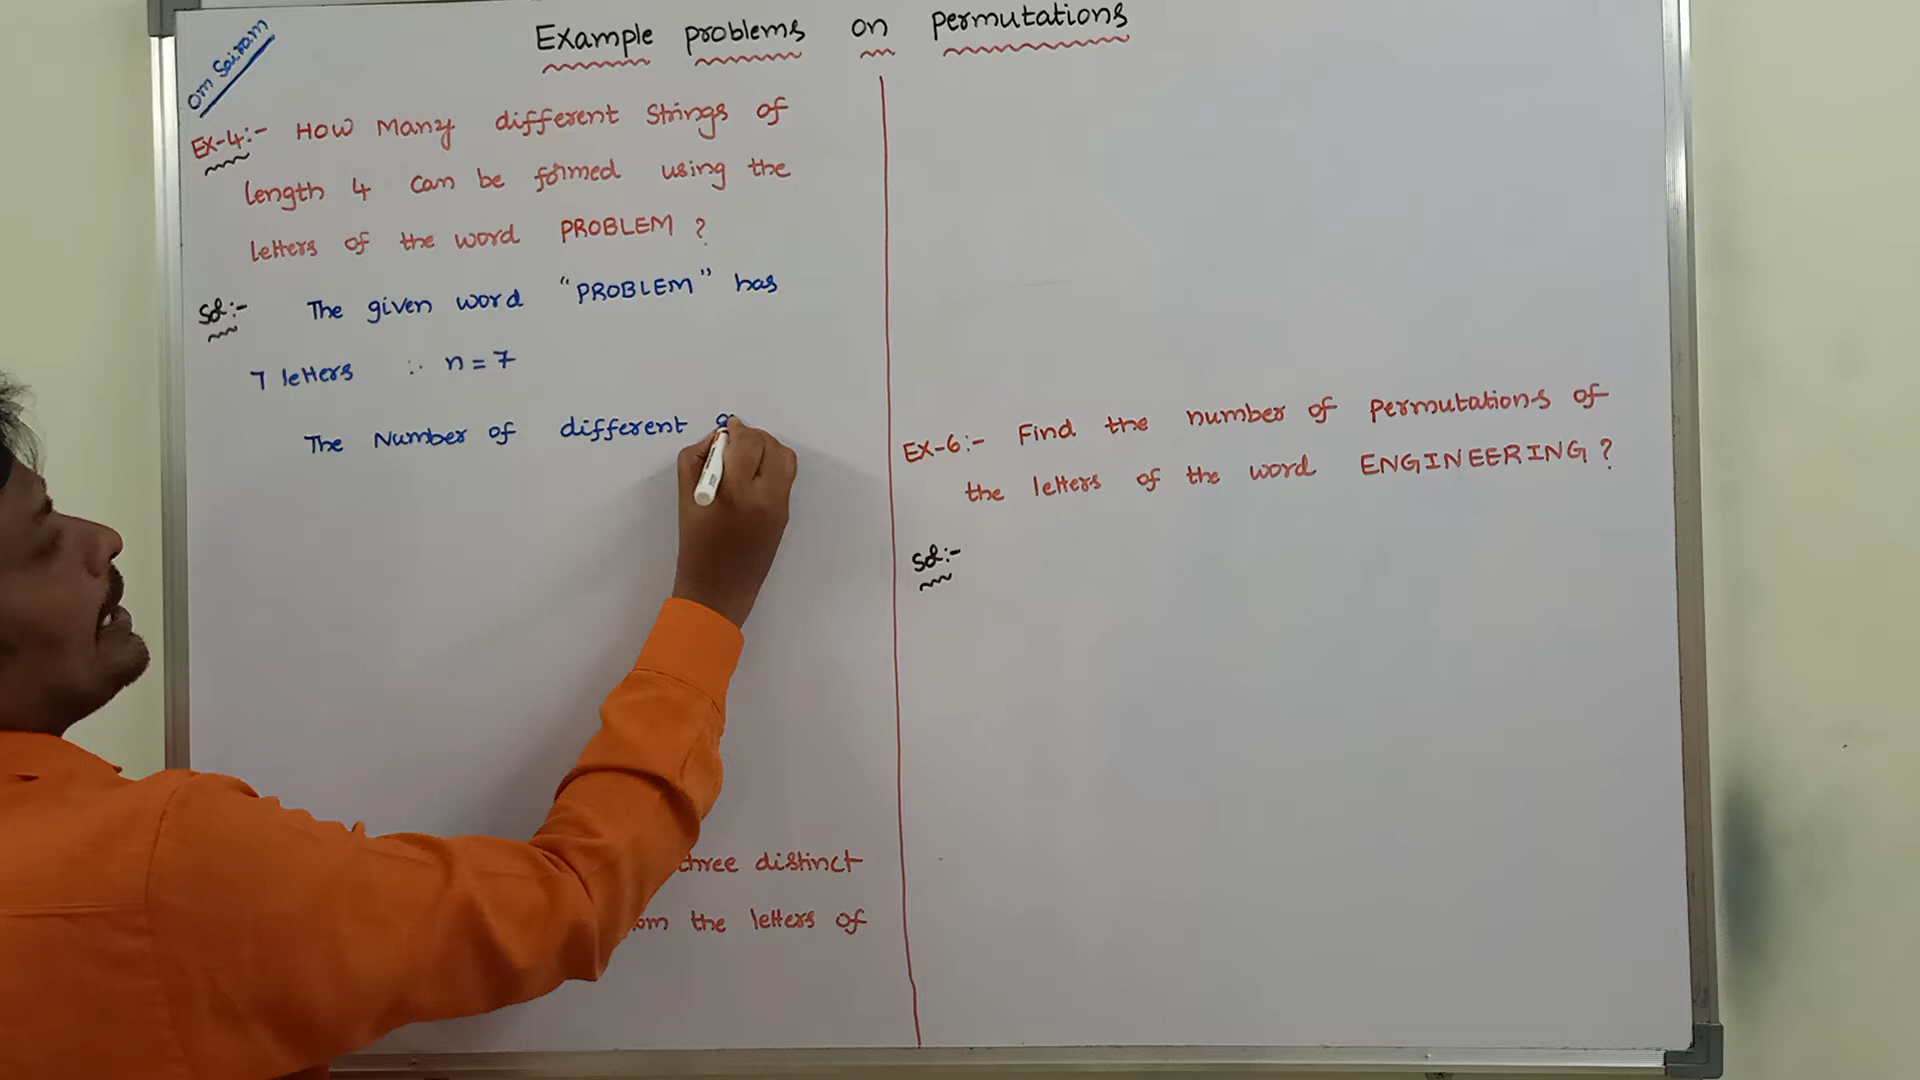 Example problems on permutations
Om Sairam
EX-4:- How Many different Strings of
length 4 can be formed using the
letters of the word PROBLEM ?
Sol:- The given word "PROBLEM" has
7 letters ∴ n = 7
The Number of different
three distinct
the letters of
EX-6:- Find the number of permutations of
the letters of the word ENGINEERING ?
Sol:-